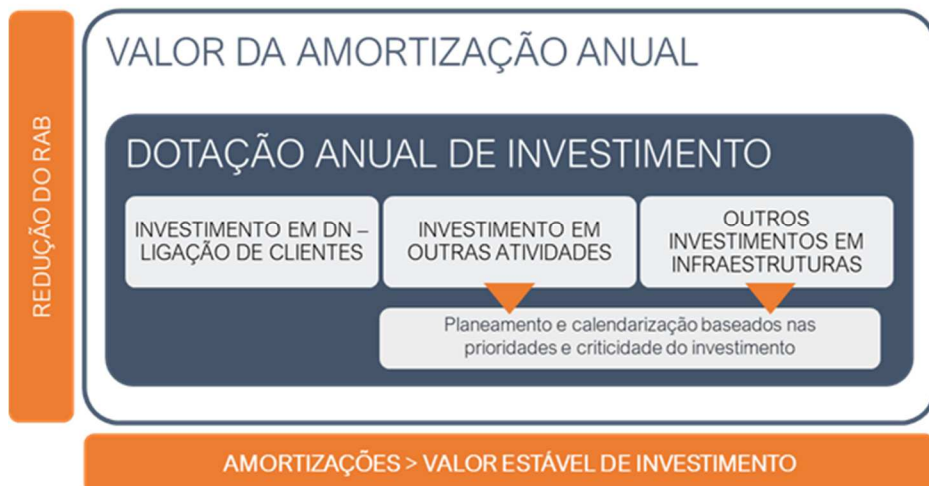 REDUÇÃO DO RAB
VALOR DA AMORTIZAÇÃO ANUAL
DOTAÇÃO ANUAL DE INVESTIMENTO
INVESTIMENTO EM DN –
LIGAÇÃO DE CLIENTES
INVESTIMENTO EM
OUTRAS ATIVIDADES
OUTROS
INVESTIMENTOS EM
INFRAESTRUTURAS
Planeamento e calendarização baseados nas
prioridades e criticidade do investimento
AMORTIZAÇÕES > VALOR ESTÁVEL DE INVESTIMENTO